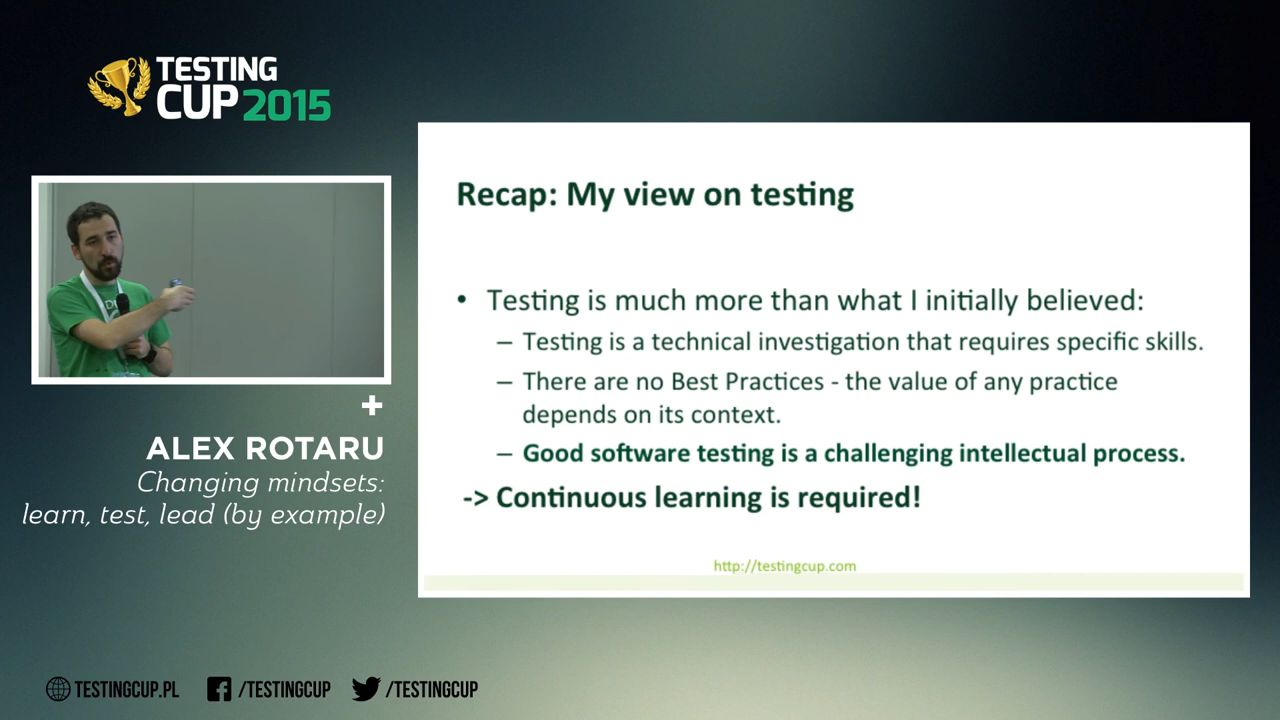 TESTING
CUP 2015
Recap: My view on testing
• Testing is much more than what I initially believed:
– Testing is a technical investigation that requires specific skills.
– There are no Best Practices - the value of any practice
depends on its context.
– Good software testing is a challenging intellectual process.
-> Continuous learning is required!
http://testingcup.com
+
ALEX ROTARU
Changing mindsets:
learn, test, lead (by example)
TESTINGCUP.PL
/TESTINGCUP
/TESTINGCUP